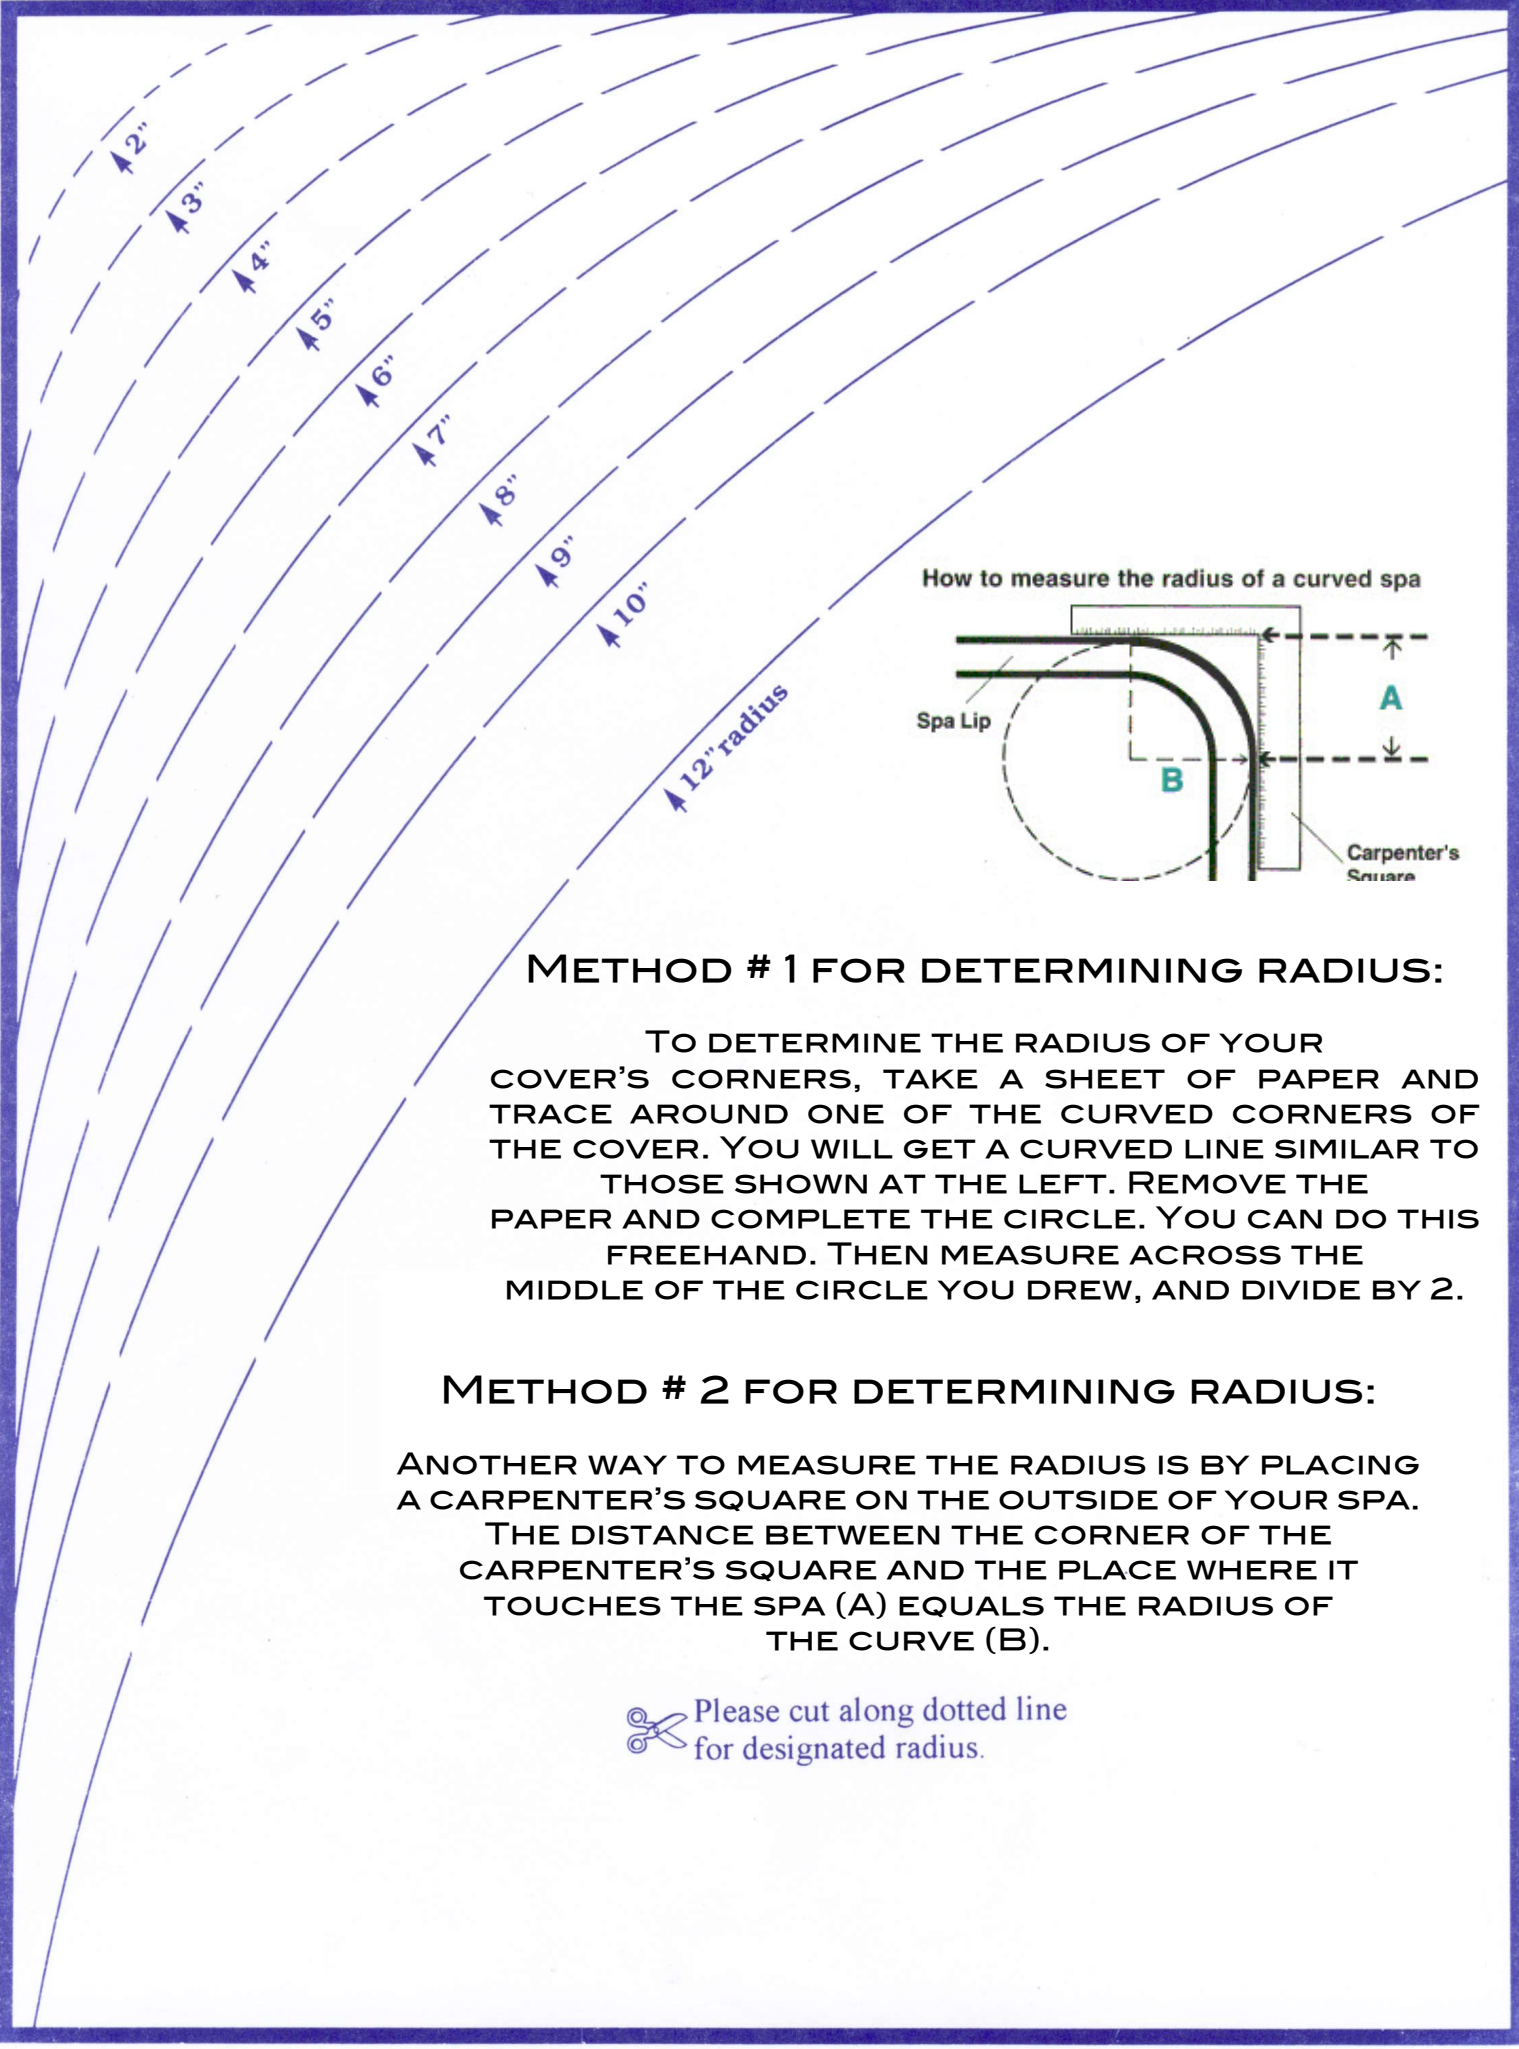 2”
3”
4”
5”
6”
7”
8”
9”
10”
12” radius
How to measure the radius of a curved spa
A
Spa Lip
B
Carpenter's
Square
METHOD # 1 FOR DETERMINING RADIUS:
TO DETERMINE THE RADIUS OF YOUR
COVER’S CORNERS, TAKE A SHEET OF PAPER AND
TRACE AROUND ONE OF THE CURVED CORNERS OF
THE COVER. YOU WILL GET A CURVED LINE SIMILAR TO
THOSE SHOWN AT THE LEFT. REMOVE THE
PAPER AND COMPLETE THE CIRCLE. YOU CAN DO THIS
FREEHAND. THEN MEASURE ACROSS THE
MIDDLE OF THE CIRCLE YOU DREW, AND DIVIDE BY 2.
METHOD # 2 FOR DETERMINING RADIUS:
ANOTHER WAY TO MEASURE THE RADIUS IS BY PLACING
A CARPENTER’S SQUARE ON THE OUTSIDE OF YOUR SPA.
THE DISTANCE BETWEEN THE CORNER OF THE
CARPENTER’S SQUARE AND THE PLACE WHERE IT
TOUCHES THE SPA (A) EQUALS THE RADIUS OF
THE CURVE (B).
Please cut along dotted line
for designated radius.